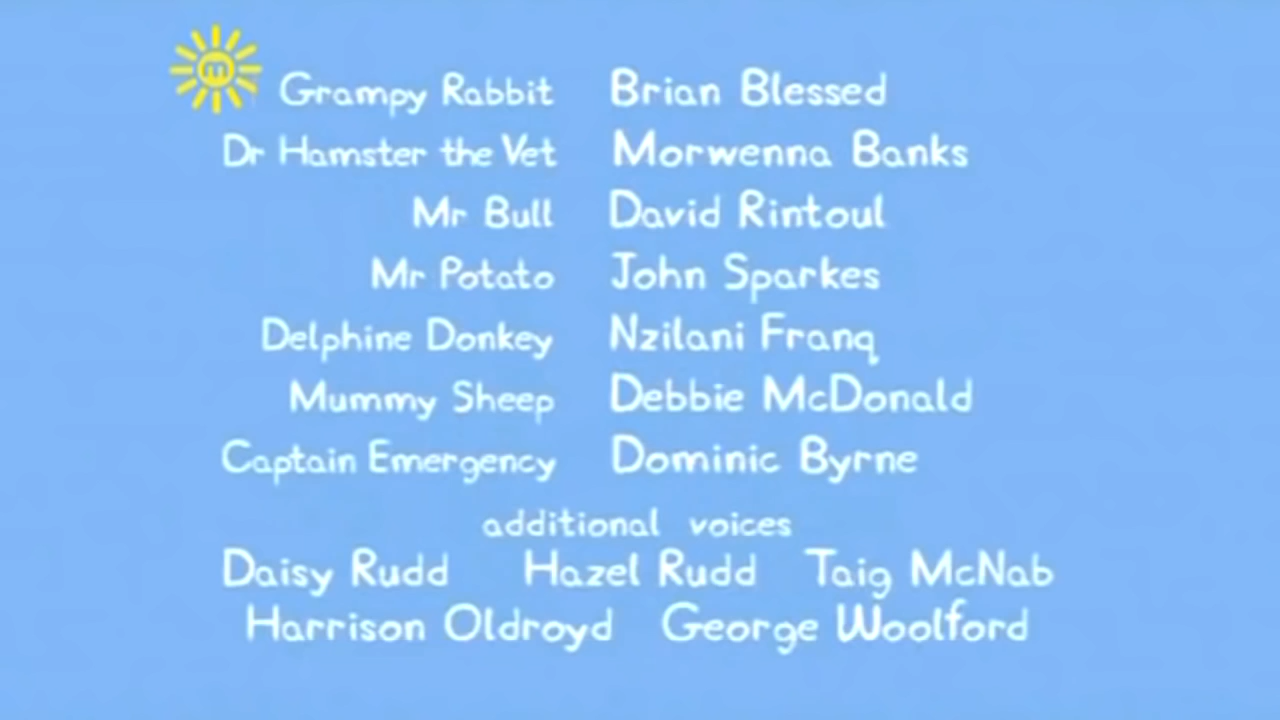 m
Grampy Rabbit Brian Blessed
Dr Hamster the Vet Morwenna Banks
Mr Bull David Rintoul
Mr Potato John Sparkes
Delphine Donkey Nzilani Franq
Mummy Sheep Debbie McDonald
Captain Emergency Dominic Byrne
additional voices
Daisy Rudd Hazel Rudd Taig McNab
Harrison Oldroyd George Woolford